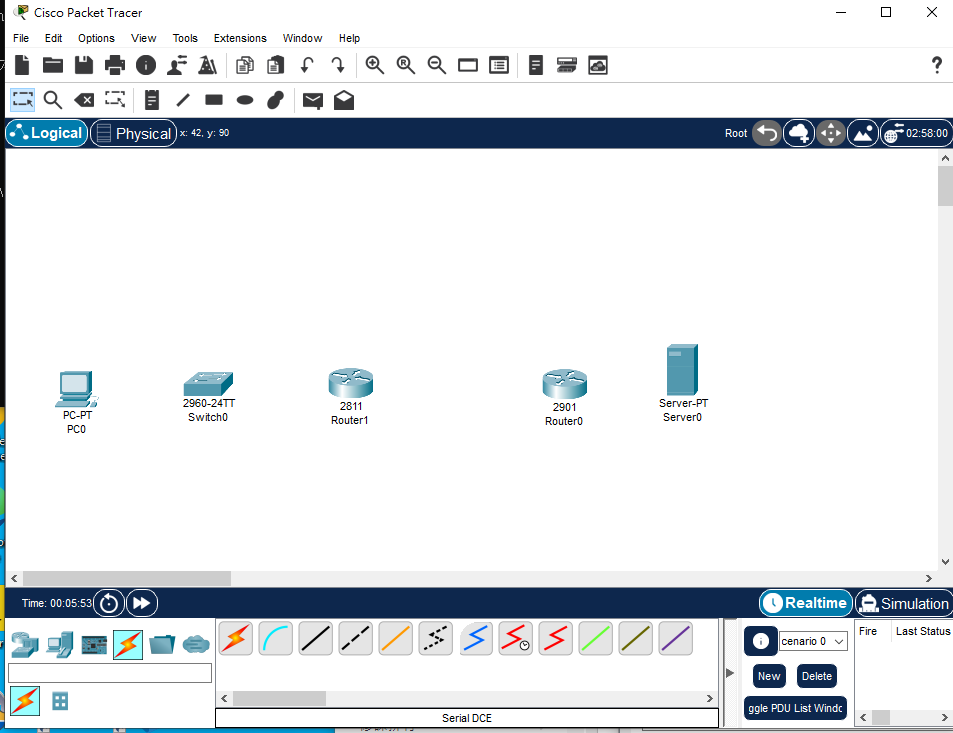 Cisco Packet Tracer
File Edit Options View Tools Extensions Window Help
Logical Physical x: 42, y: 90 Root 02:58:00
PC-PT
PC0
2960-24TT
Switch0
2811
Router1
2901
Router0
Server-PT
Server0
Time: 00:05:53 Realtime Simulation
cenario 0 Fire Last Status
New Delete
ggle PDU List Windo
Serial DCE